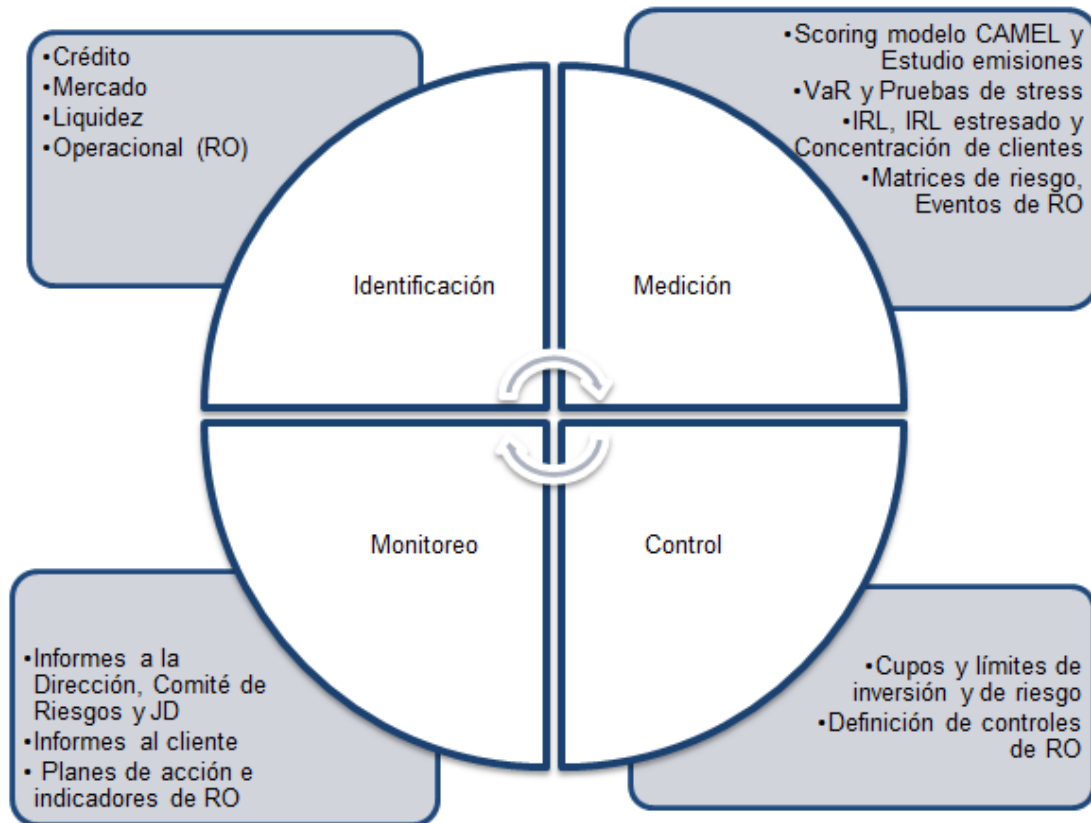 •Crédito
•Mercado
•Liquidez
•Operacional (RO)
•Scoring modelo CAMEL y
Estudio emisiones
•VaR y Pruebas de stress
•IRL, IRL estresado y
Concentración de clientes
•Matrices de riesgo,
Eventos de RO
Identificación
Medición
Monitoreo
Control
•Informes a la
Dirección, Comité de
Riesgos y JD
•Informes al cliente
• Planes de acción e
indicadores de RO
•Cupos y límites de
inversión y de riesgo
•Definición de controles
de RO